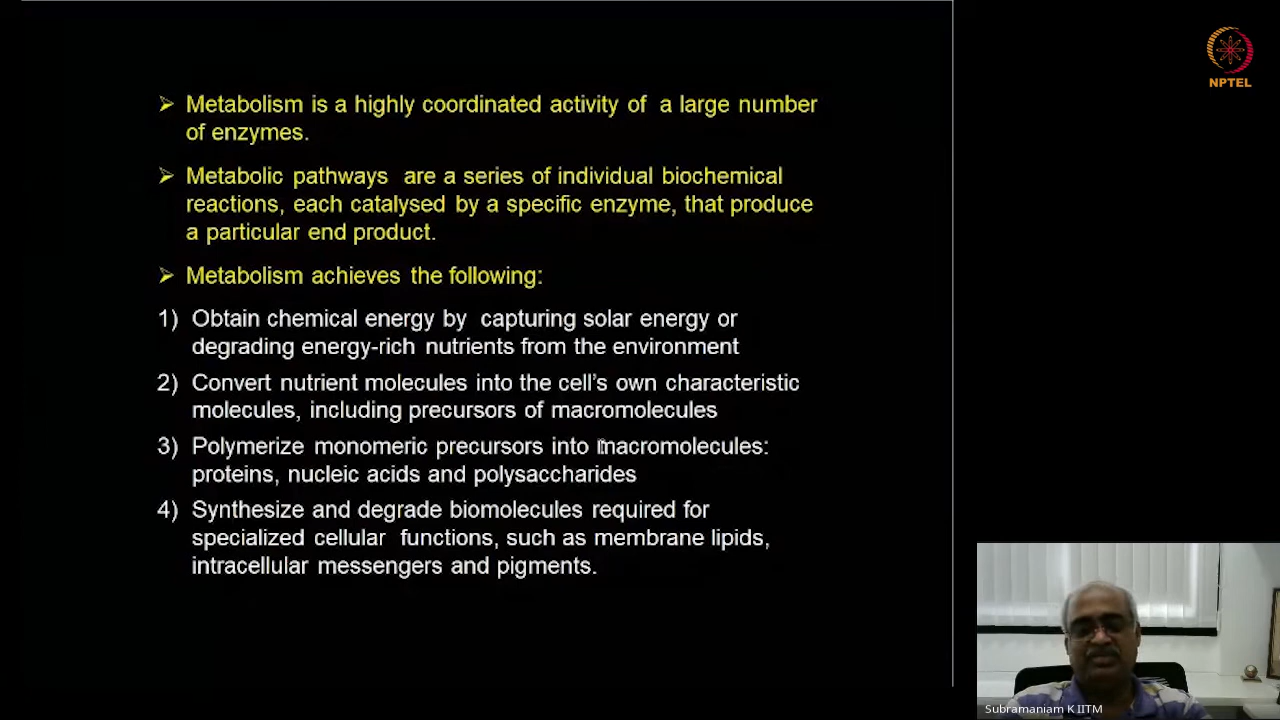 ➢ Metabolism is a highly coordinated activity of a large number
of enzymes.
➢ Metabolic pathways are a series of individual biochemical
reactions, each catalysed by a specific enzyme, that produce
a particular end product.
➢ Metabolism achieves the following:
1) Obtain chemical energy by capturing solar energy or
degrading energy-rich nutrients from the environment
2) Convert nutrient molecules into the cell's own characteristic
molecules, including precursors of macromolecules
3) Polymerize monomeric precursors into macromolecules:
proteins, nucleic acids and polysaccharides
4) Synthesize and degrade biomolecules required for
specialized cellular functions, such as membrane lipids,
intracellular messengers and pigments.
NPTEL
Subramaniam K IITM